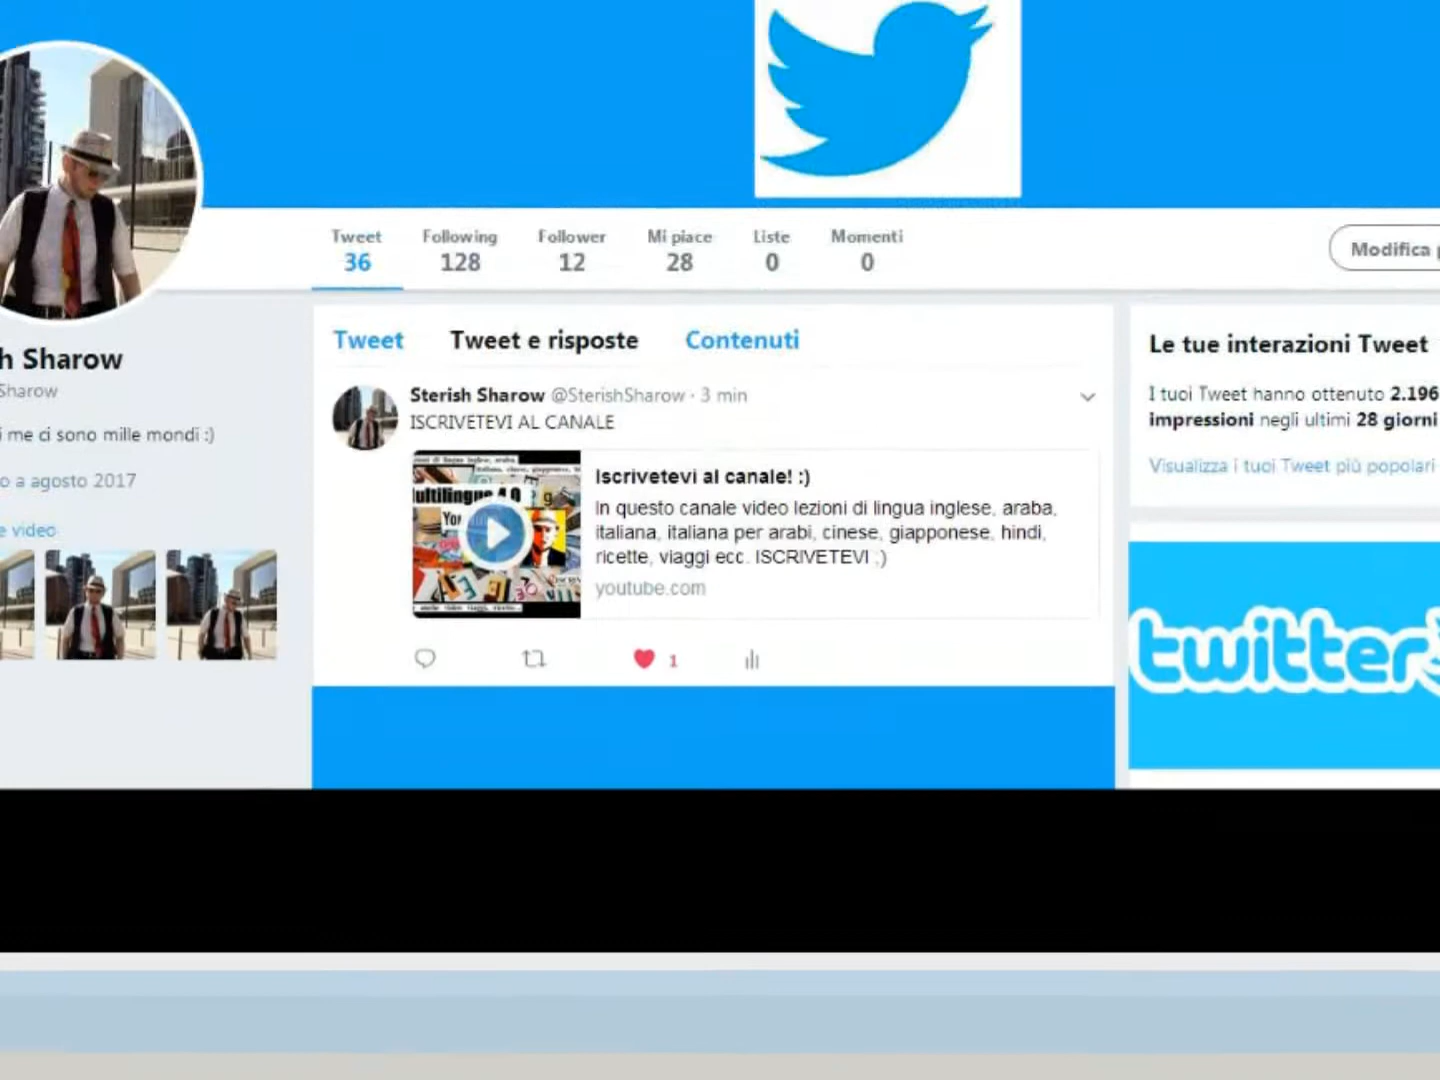 Tweet
36
Following
128
Follower
12
Mi piace
28
Liste
0
Momenti
0
Modifica
h Sharow
Sharow
i me ci sono mille mondi :)
o a agosto 2017
e video
Tweet
Tweet e risposte
Contenuti
Sterish Sharow @SterishSharow · 3 min
ISCRIVETEVI AL CANALE
ultilingue 4.0
You
Iscrivetevi al canale! :)
In questo canale video lezioni di lingua inglese, araba,
italiana, italiana per arabi, cinese, giapponese, hindi,
ricette, viaggi ecc. ISCRIVETEVI ;)
youtube.com
1
Le tue interazioni Tweet
I tuoi Tweet hanno ottenuto 2.196
impressioni negli ultimi 28 giorni
Visualizza i tuoi Tweet più popolari
twitter